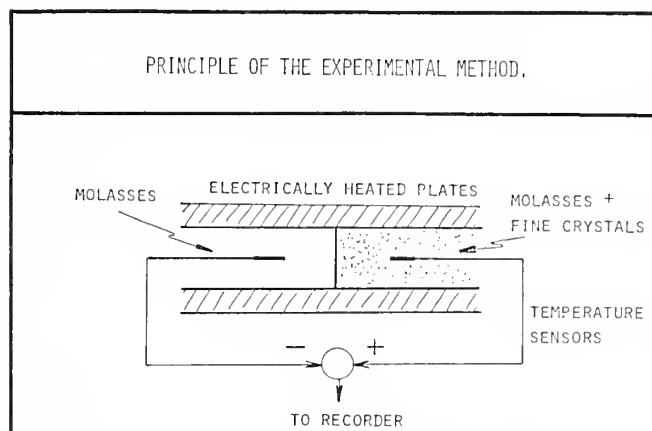 PRINCIPLE OF THE EXPERIMENTAL METHOD.
ELECTRICALLY HEATED PLATES
MOLASSES
MOLASSES +
FINE CRYSTALS
TEMPERATURE
SENSORS
− +
TO RECORDER